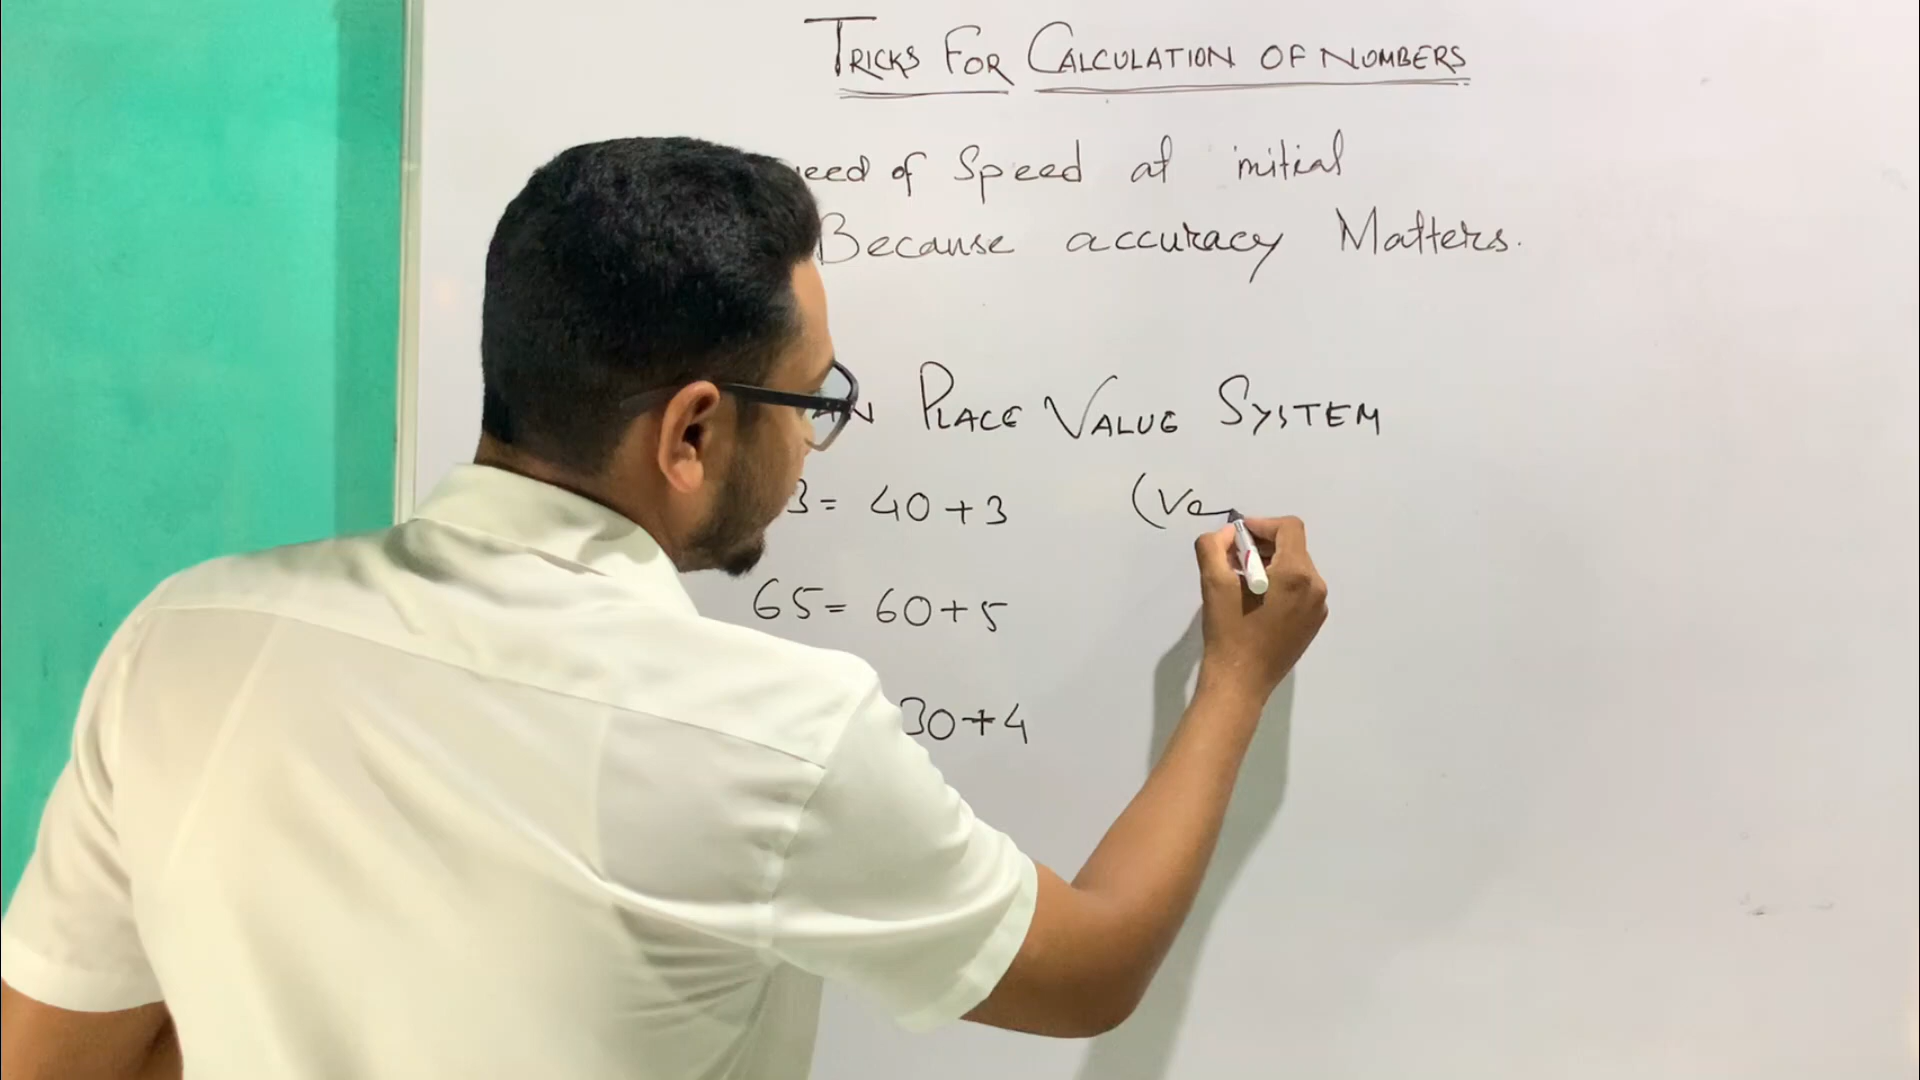 TRICKS FOR CALCULATION OF NUMBERS
of Speed at initial
Because accuracy Matters.
PLACE VALUE SYSTEM
3 = 40 + 3 (Ve
65 = 60 + 5
30 + 4